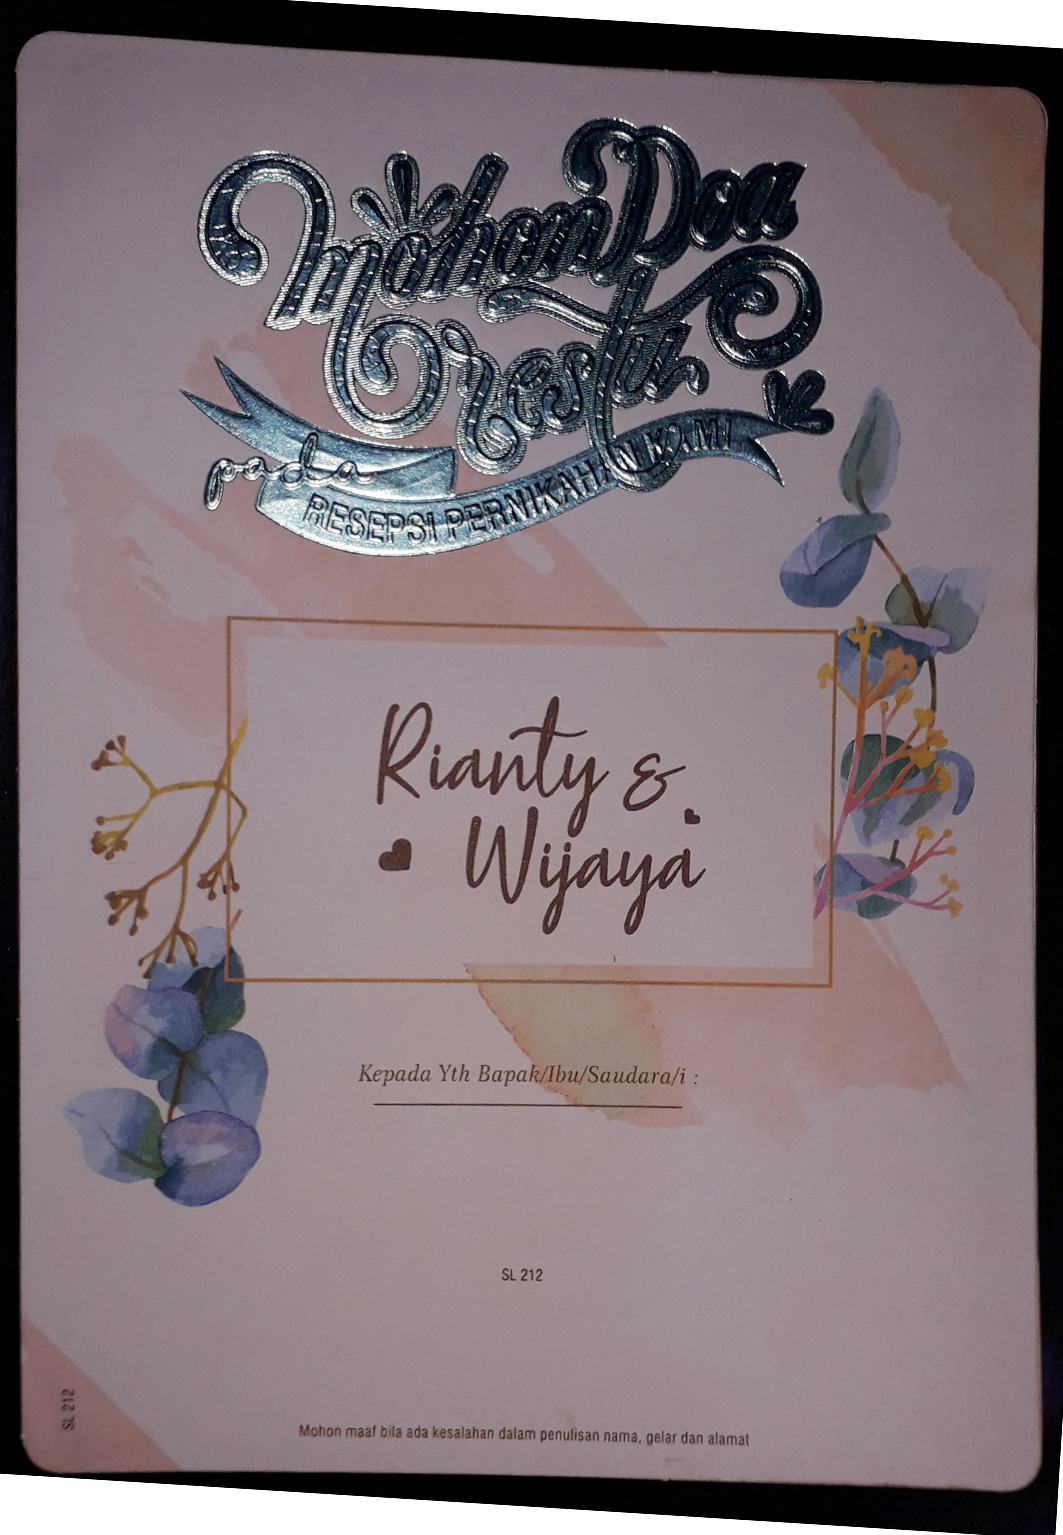 Mohon Doa
restu
pada
RESEPSI PERNIKAHAN KAMI
Rianty &
Wijaya
Kepada Yth Bapak/Ibu/Saudara/i :
SL 212
SL 212
Mohon maaf bila ada kesalahan dalam penulisan nama, gelar dan alamat